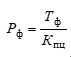 Pф = Tф / Kпц .